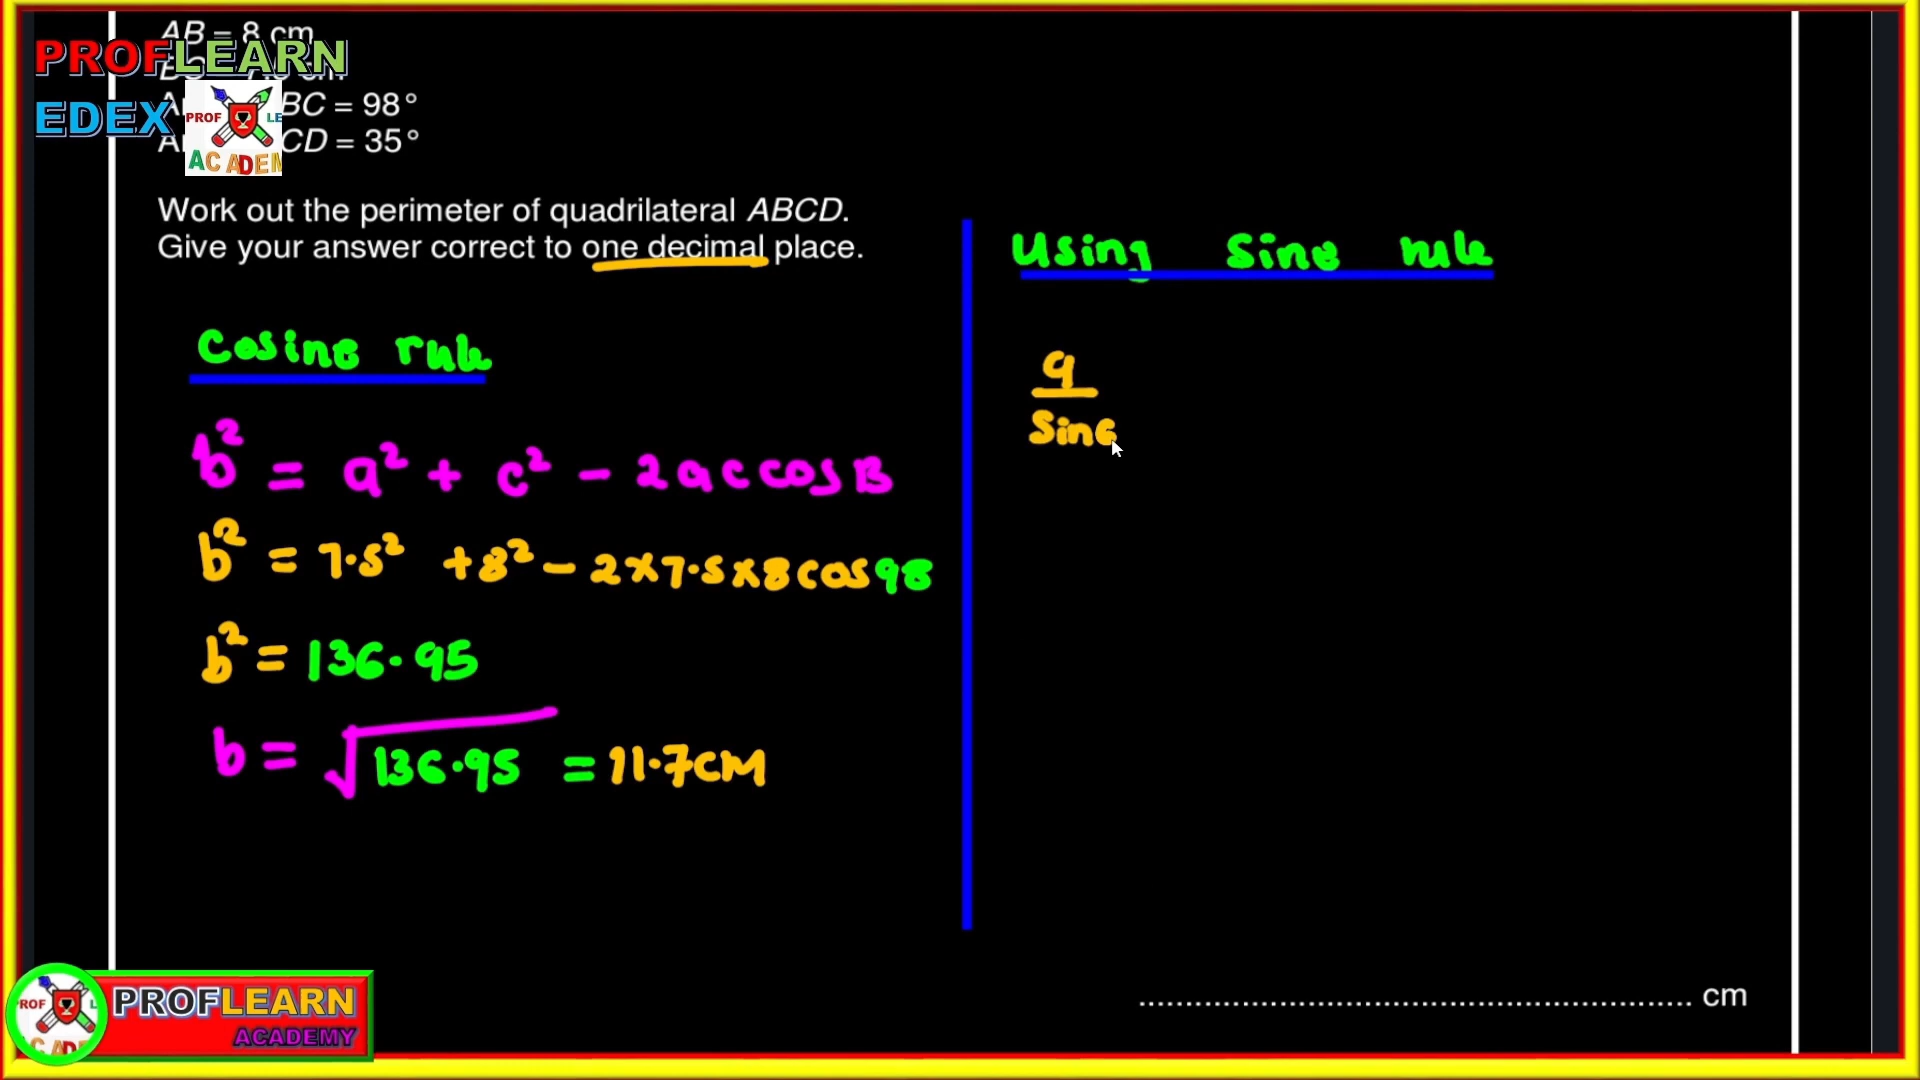 AB = 8 cm
PROFLEARN
EDEX
BC = 98°
CD = 35°
PROF LE
ACADEM
Work out the perimeter of quadrilateral ABCD.
Give your answer correct to one decimal place.
Cosine rule
b² = a² + c² - 2ac cos B
b² = 7.5² + 8² - 2×7.5×8 cos 98
b² = 136.95
b = √136.95 = 11.7CM
Using Sine rule
a
Sine
.......................................................... cm
PROFLEARN
ACADEMY